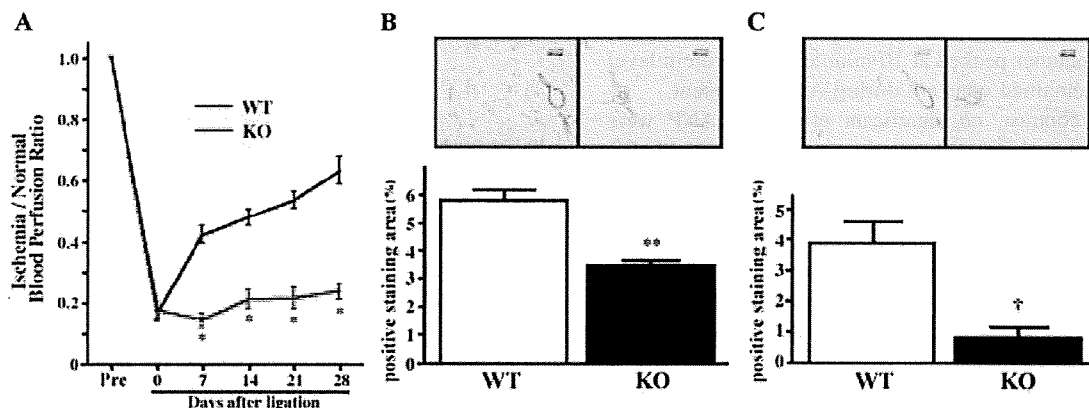 A
Ischemia / Normal
Blood Perfusion Ratio
1.0
0.8
0.6
0.4
0.2
0
WT
KO
*
*
*
*
*
Pre
0
7
14
21
28
Days after ligation
B
positive staining area(%)
6
5
4
3
2
1
0
**
WT
KO
C
positive staining area(%)
5
4
3
2
1
0
†
WT
KO